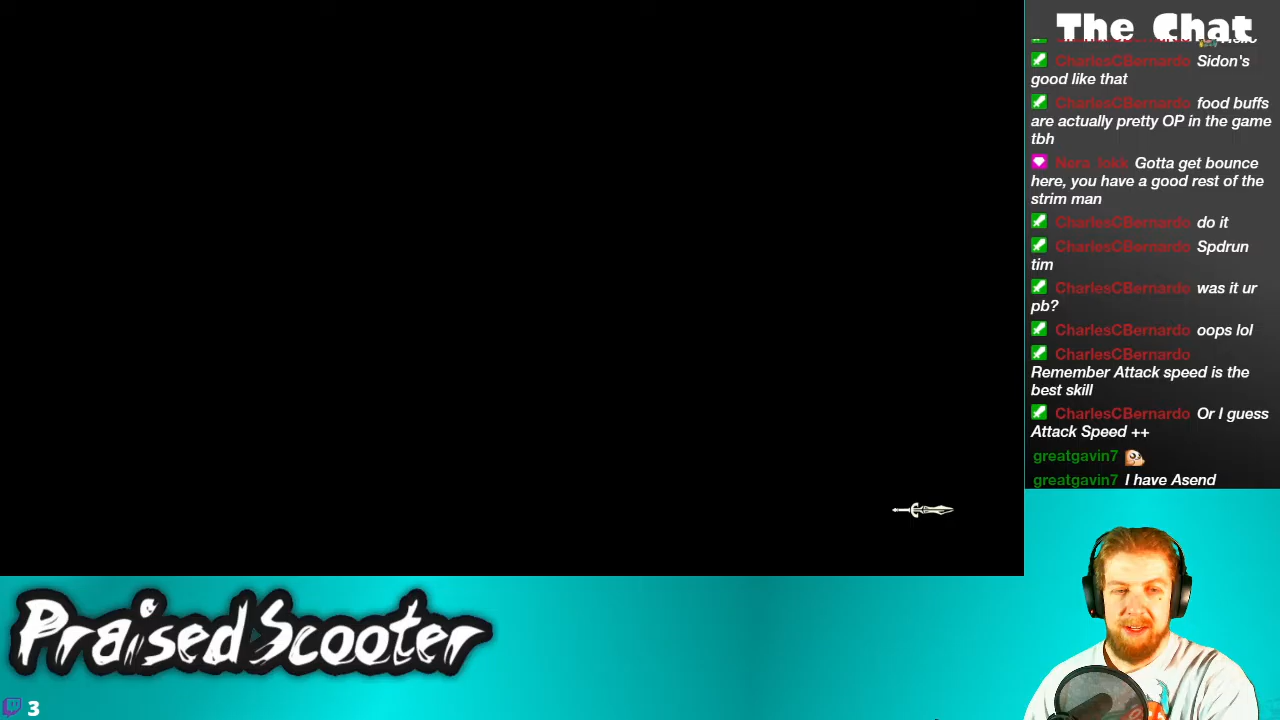 The Chat
CharlesCBernardo Sidon's
good like that
CharlesCBernardo food buffs
are actually pretty OP in the game
tbh
Nera_lokk Gotta get bounce
here, you have a good rest of the
strim man
CharlesCBernardo do it
CharlesCBernardo Spdrun
tim
CharlesCBernardo was it ur
pb?
CharlesCBernardo oops lol
CharlesCBernardo
Remember Attack speed is the
best skill
CharlesCBernardo Or I guess
Attack Speed ++
greatgavin7
greatgavin7 I have Asend
PraisedScooter
3